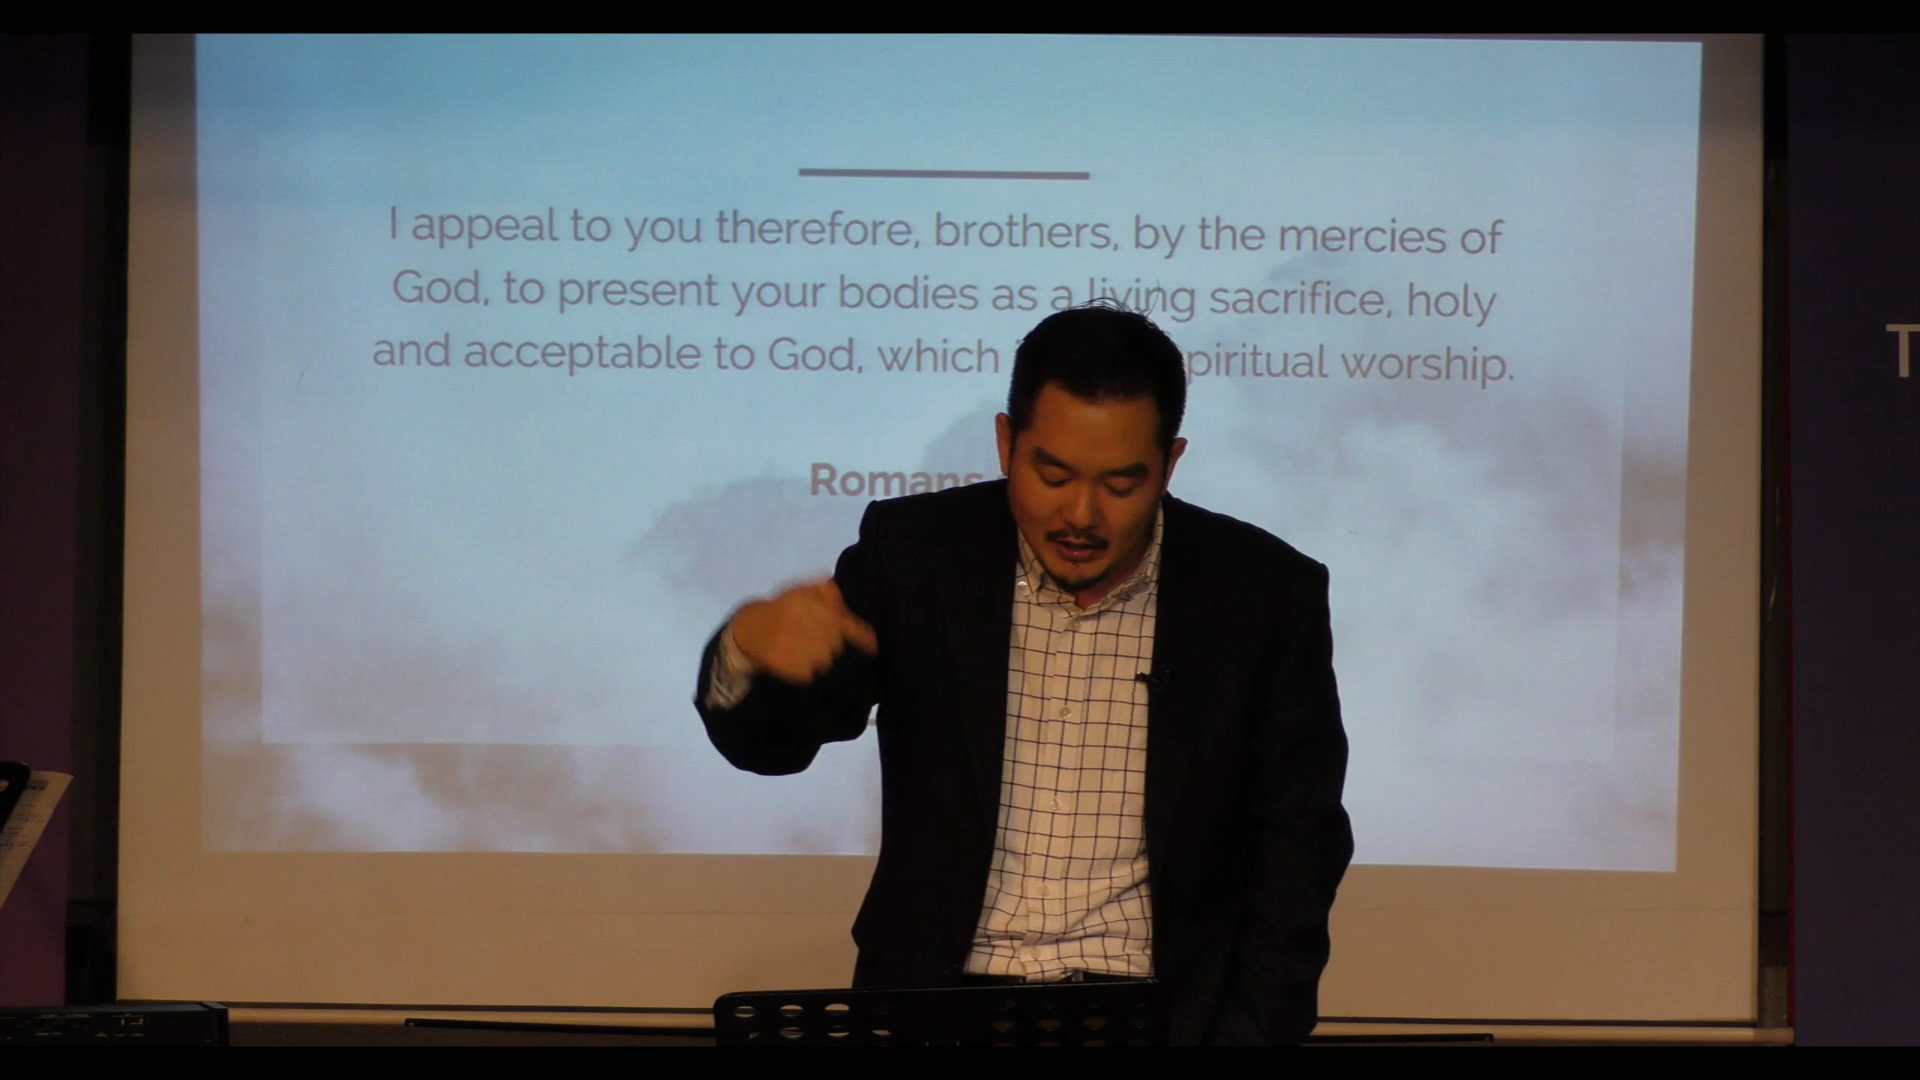 I appeal to you therefore, brothers, by the mercies of
God, to present your bodies as a living sacrifice, holy
and acceptable to God, which spiritual worship.
Romans
T